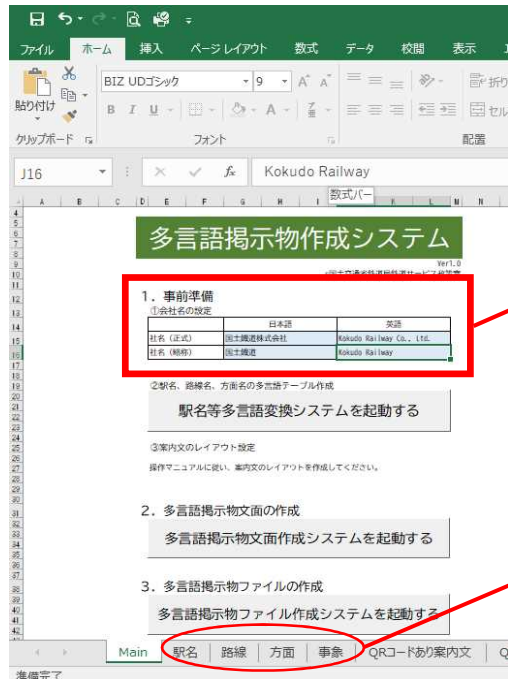 ファイル ホーム 挿入 ページレイアウト 数式 データ 校閲 表示
貼り付け
BIZ UDゴシック 9 A A
B I U A
折り
セル
クリップボード フォント 配置
J16 fx Kokudo Railway
数式バー
A B C D E F G H I K L M N
多言語掲示物作成システム
Ver1.0
1．事前準備
①会社名の設定
日本語 英語
社名（正式） 国土鐵道株式会社 Kokudo Railway Co., Ltd.
社名（略称） 国土鐵道 Kokudo Railway
②駅名、路線名、方面名の多言語テーブル作成
駅名等多言語変換システムを起動する
③案内文のレイアウト設定
操作マニュアルに従い、案内文のレイアウトを作成してください。
2．多言語掲示物文面の作成
多言語掲示物文面作成システムを起動する
3．多言語掲示物ファイルの作成
多言語掲示物ファイル作成システムを起動する
Main 駅名 路線 方面 事象 QRコードあり案内文 Q
準備完了